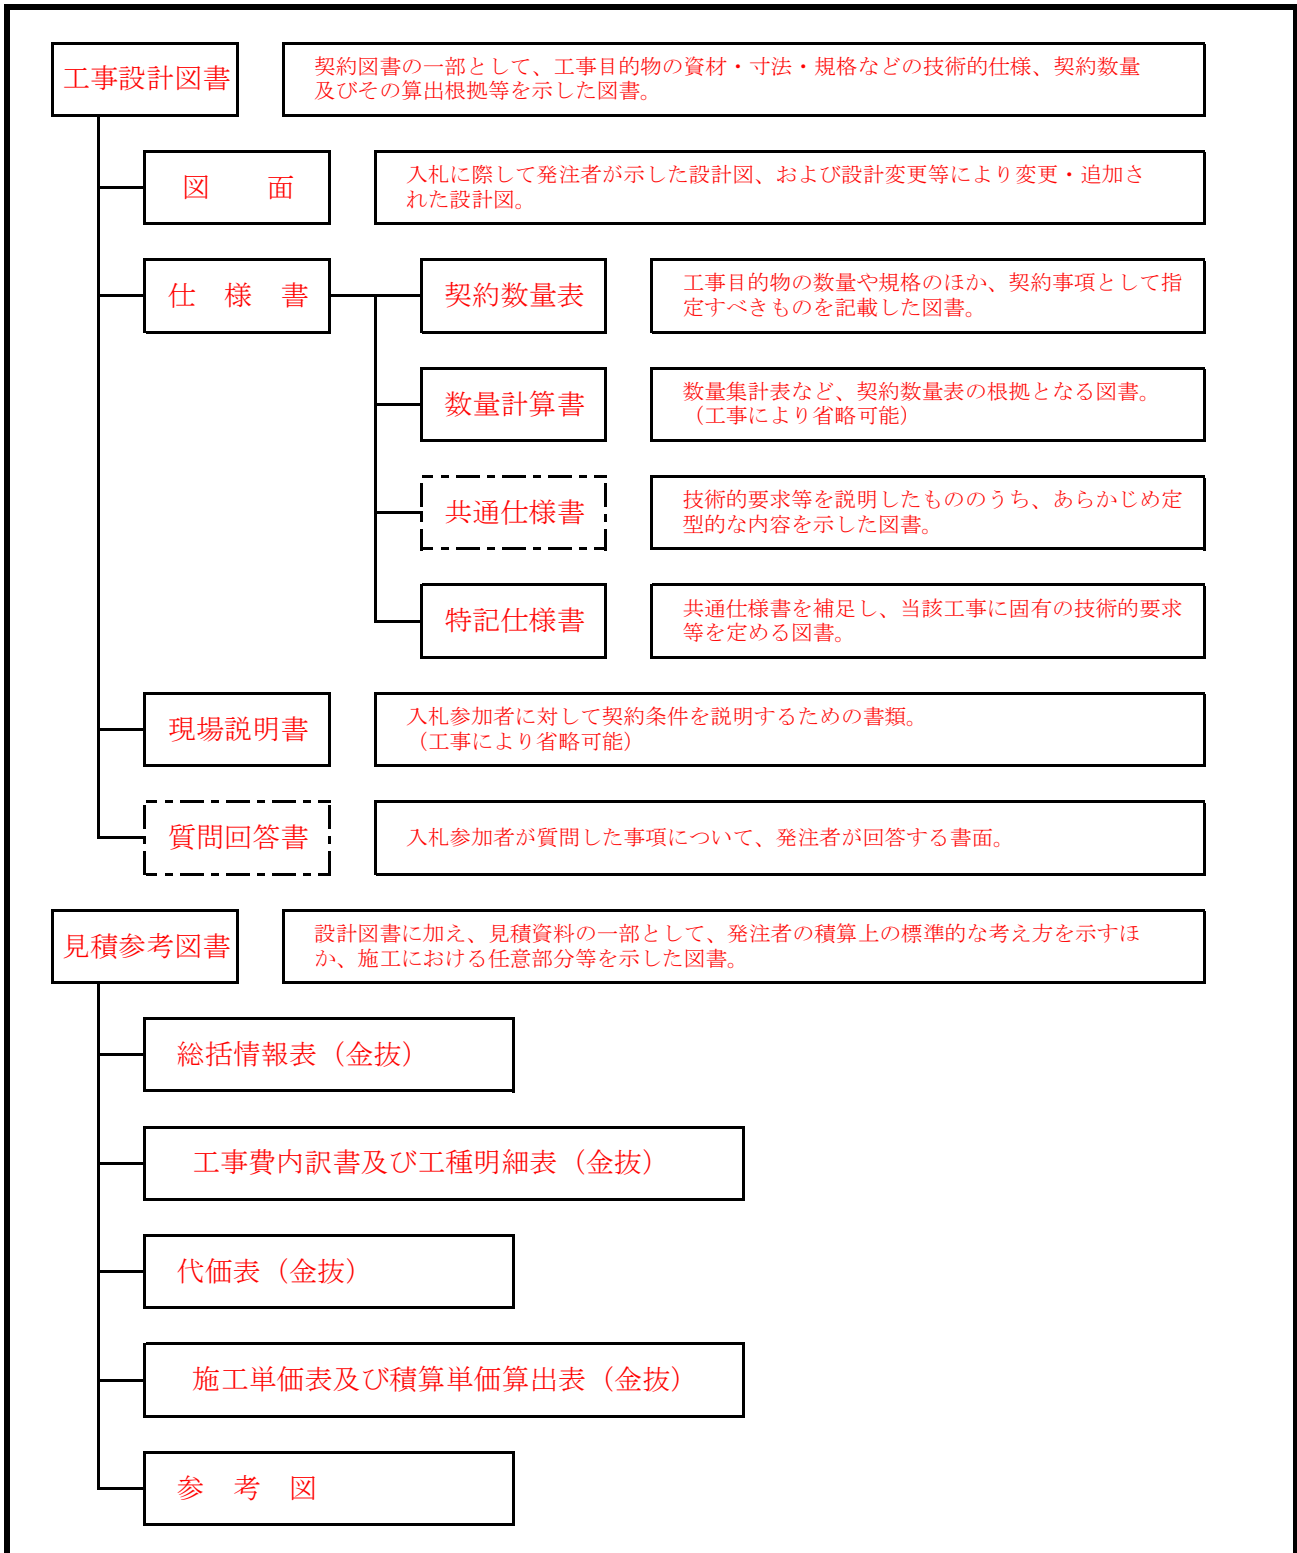 工事設計図書
契約図書の一部として、工事目的物の資材・寸法・規格などの技術的仕様、契約数量
及びその算出根拠等を示した図書。
図　　面
入札に際して発注者が示した設計図、および設計変更等により変更・追加さ
れた設計図。
仕　様　書
契約数量表
工事目的物の数量や規格のほか、契約事項として指
定すべきものを記載した図書。
数量計算書
数量集計表など、契約数量表の根拠となる図書。
（工事により省略可能）
共通仕様書
技術的要求等を説明したもののうち、あらかじめ定
型的な内容を示した図書。
特記仕様書
共通仕様書を補足し、当該工事に固有の技術的要求
等を定める図書。
現場説明書
入札参加者に対して契約条件を説明するための書類。
（工事により省略可能）
質問回答書
入札参加者が質問した事項について、発注者が回答する書面。
見積参考図書
設計図書に加え、見積資料の一部として、発注者の積算上の標準的な考え方を示すほ
か、施工における任意部分等を示した図書。
総括情報表（金抜）
工事費内訳書及び工種明細表（金抜）
代価表（金抜）
施工単価表及び積算単価算出表（金抜）
参　考　図